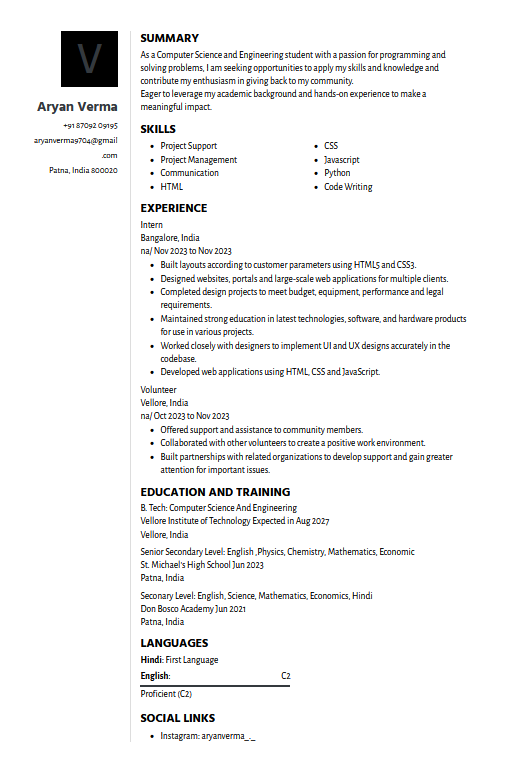 V
Aryan Verma
+91 87092 09195
aryanverma9704@gmail
.com
Patna, India 800020
SUMMARY
As a Computer Science and Engineering student with a passion for programming and
solving problems, I am seeking opportunities to apply my skills and knowledge and
contribute my enthusiasm in giving back to my community.
Eager to leverage my academic background and hands-on experience to make a
meaningful impact.
SKILLS
• Project Support
• Project Management
• Communication
• HTML
• CSS
• Javascript
• Python
• Code Writing
EXPERIENCE
Intern
Bangalore, India
na/ Nov 2023 to Nov 2023
• Built layouts according to customer parameters using HTML5 and CSS3.
• Designed websites, portals and large-scale web applications for multiple clients.
• Completed design projects to meet budget, equipment, performance and legal
requirements.
• Maintained strong education in latest technologies, software, and hardware products
for use in various projects.
• Worked closely with designers to implement UI and UX designs accurately in the
codebase.
• Developed web applications using HTML, CSS and JavaScript.
Volunteer
Vellore, India
na/ Oct 2023 to Nov 2023
• Offered support and assistance to community members.
• Collaborated with other volunteers to create a positive work environment.
• Built partnerships with related organizations to develop support and gain greater
attention for important issues.
EDUCATION AND TRAINING
B. Tech: Computer Science And Engineering
Vellore Institute of Technology Expected in Aug 2027
Vellore, India
Senior Secondary Level: English ,Physics, Chemistry, Mathematics, Economic
St. Michael's High School Jun 2023
Patna, India
Seconary Level: English, Science, Mathematics, Economics, Hindi
Don Bosco Academy Jun 2021
Patna, India
LANGUAGES
Hindi: First Language
English: C2
Proficient (C2)
SOCIAL LINKS
• Instagram: aryanverma_._